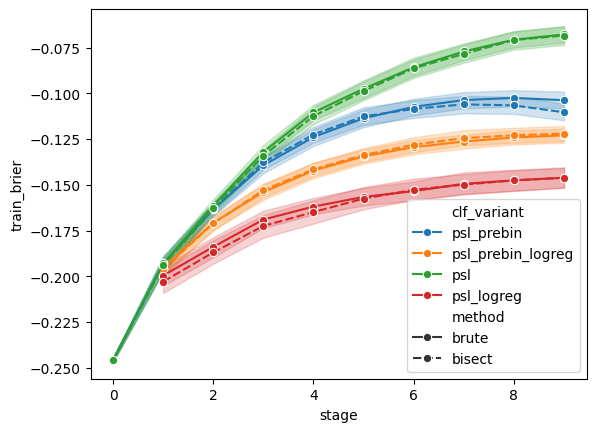 −0.075
−0.100
−0.125
−0.150
−0.175
−0.200
−0.225
−0.250
train_brier
0 2 4 6 8
stage
clf_variant
psl_prebin
psl_prebin_logreg
psl
psl_logreg
method
brute
bisect